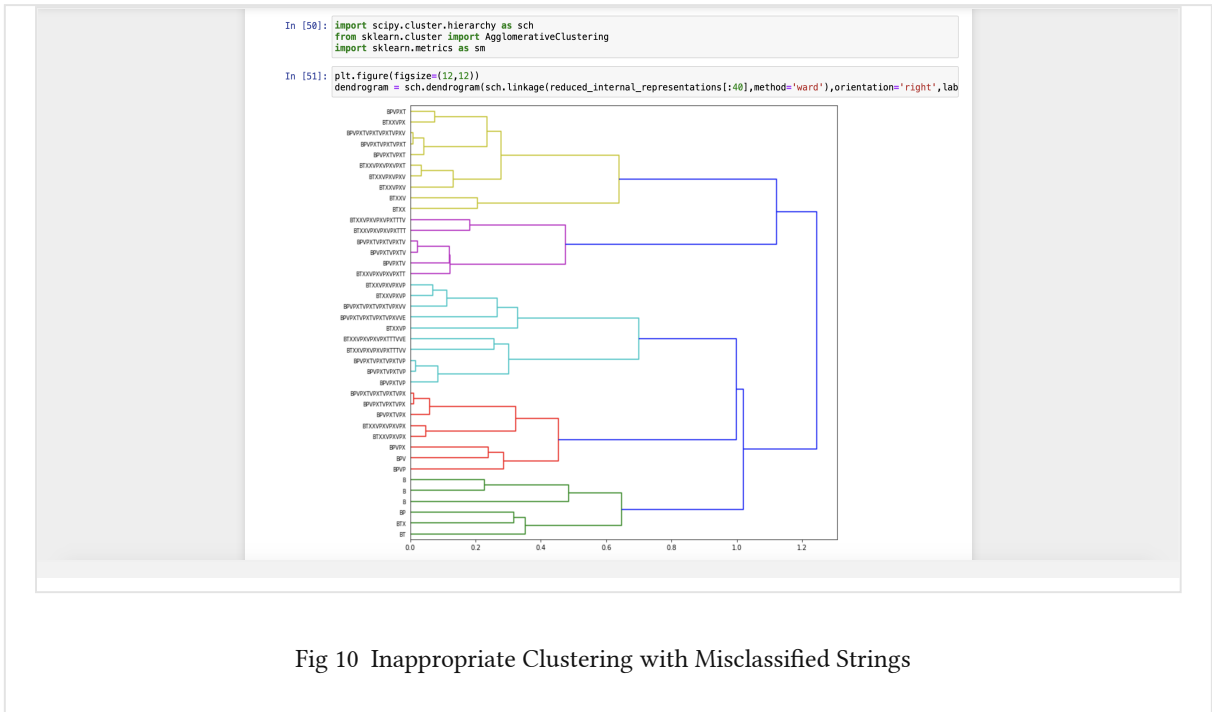 In [50]: import scipy.cluster.hierarchy as sch
from sklearn.cluster import AgglomerativeClustering
import sklearn.metrics as sm
In [51]: plt.figure(figsize=(12,12))
dendrogram = sch.dendrogram(sch.linkage(reduced_internal_representations[:40],method='ward'),orientation='right',lab
BPVPXT
BTXXVPX
BPVPXTVPXTVPXTVPXV
BPVPXTVPXTVPXT
BPVPXTVPXT
BTXXVPXVPXVPXT
BTXXVPXVPXV
BTXXVPXV
BTXXV
BTXX
BTXXVPXVPXVPXTTTV
BTXXVPXVPXVPXTTT
BPVPXTVPXTVPXTV
BPVPXTVPXTV
BPVPXTV
BTXXVPXVPXVPXTT
BTXXVPXVPXVP
BTXXVPXVP
BPVPXTVPXTVPXTVPXVV
BPVPXTVPXTVPXTVPXVVE
BTXXVP
BTXXVPXVPXVPXTTTVVE
BTXXVPXVPXVPXTTTVV
BPVPXTVPXTVPXTVP
BPVPXTVPXTVP
BPVPXTVP
BPVPXTVPXTVPXTVPX
BPVPXTVPXTVPX
BPVPXTVPX
BTXXVPXVPXVPX
BTXXVPXVPX
BPVPX
BPV
BPVP
B
B
B
BP
BTX
BT
0.0 0.2 0.4 0.6 0.8 1.0 1.2
Fig 10 Inappropriate Clustering with Misclassified Strings